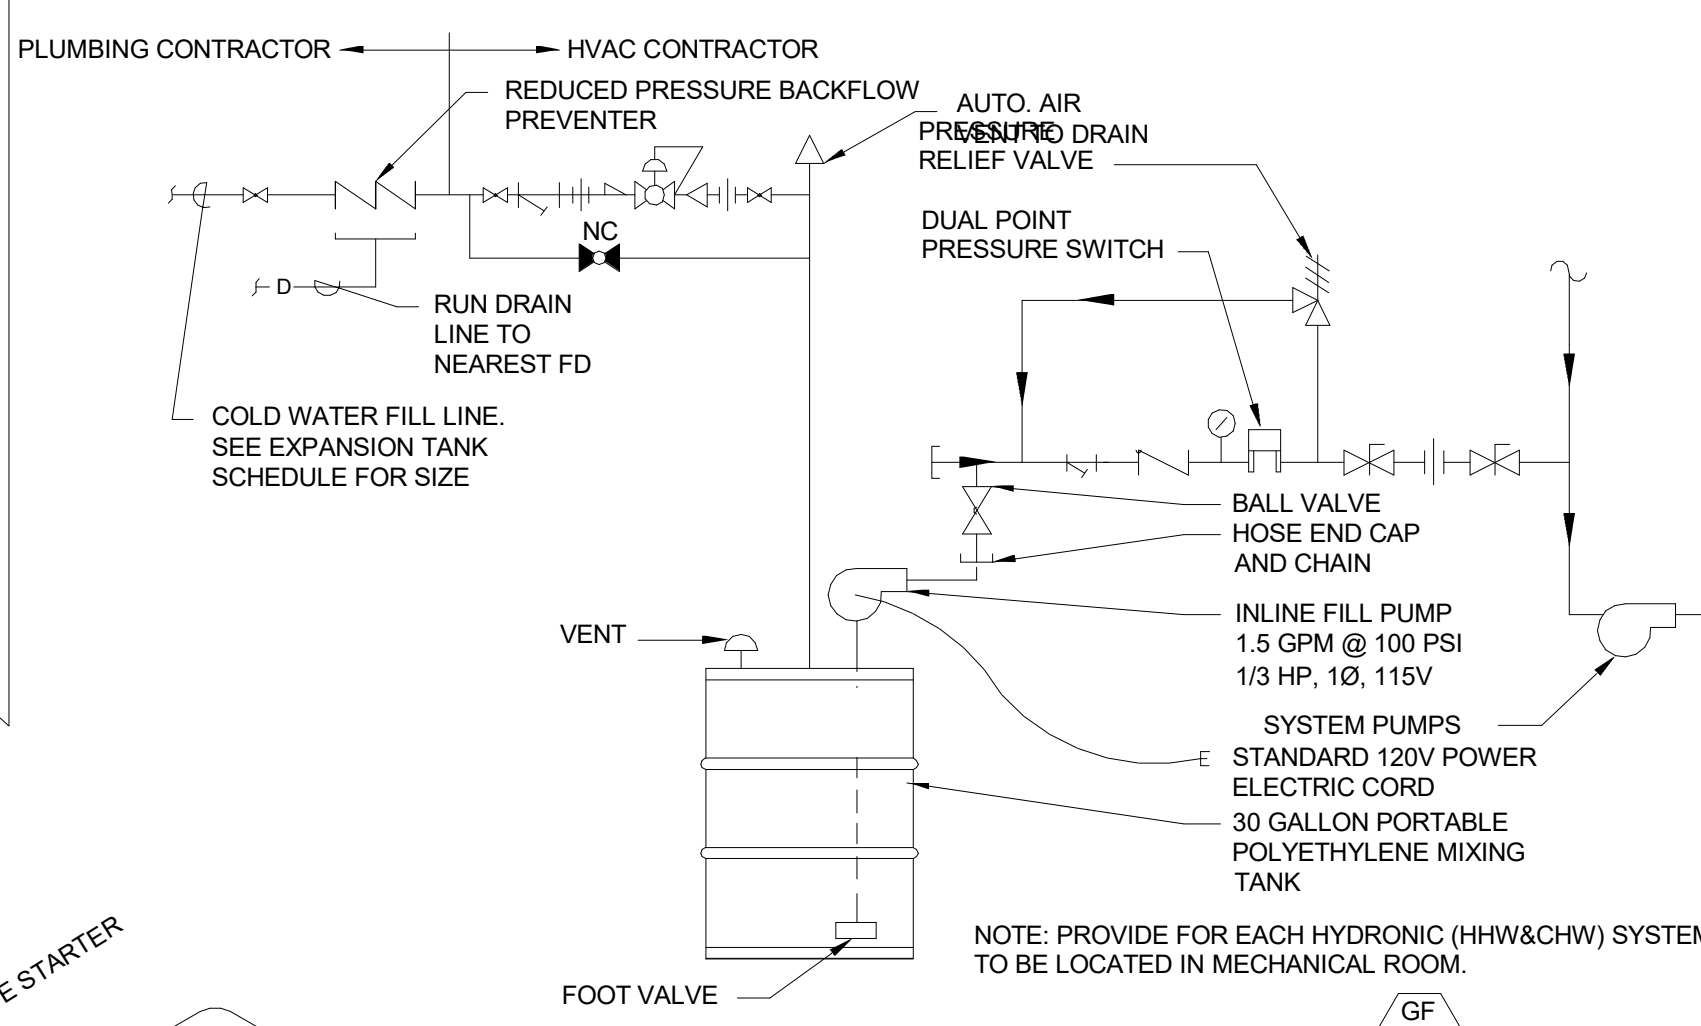 PLUMBING CONTRACTOR
HVAC CONTRACTOR
REDUCED PRESSURE BACKFLOW
PREVENTER
AUTO. AIR
VENT TO DRAIN
PRESSURE
RELIEF VALVE
DUAL POINT
PRESSURE SWITCH
NC
D
RUN DRAIN
LINE TO
NEAREST FD
COLD WATER FILL LINE.
SEE EXPANSION TANK
SCHEDULE FOR SIZE
BALL VALVE
HOSE END CAP
AND CHAIN
INLINE FILL PUMP
1.5 GPM @ 100 PSI
1/3 HP, 1Ø, 115V
VENT
SYSTEM PUMPS
STANDARD 120V POWER
ELECTRIC CORD
30 GALLON PORTABLE
POLYETHYLENE MIXING
TANK
NOTE: PROVIDE FOR EACH HYDRONIC (HHW&CHW) SYSTEM
TO BE LOCATED IN MECHANICAL ROOM.
FOOT VALVE
E STARTER
GF